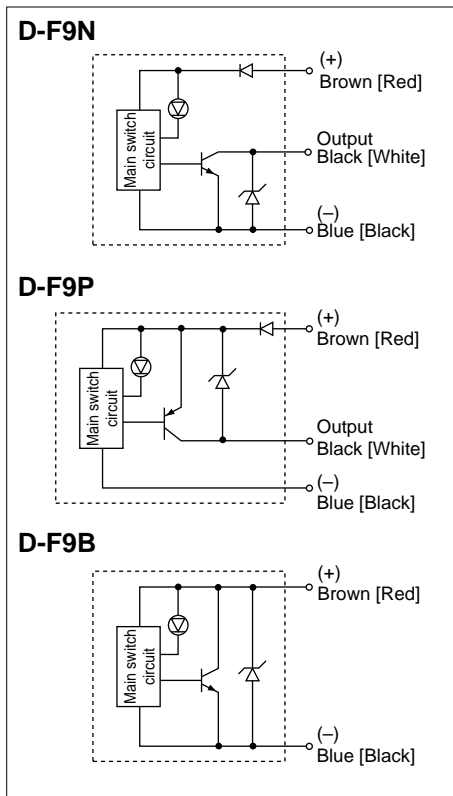 D-F9N
(+)
Brown [Red]
Main switch
circuit
Output
Black [White]
(–)
Blue [Black]
D-F9P
(+)
Brown [Red]
Main switch
circuit
Output
Black [White]
(–)
Blue [Black]
D-F9B
(+)
Brown [Red]
Main switch
circuit
(–)
Blue [Black]